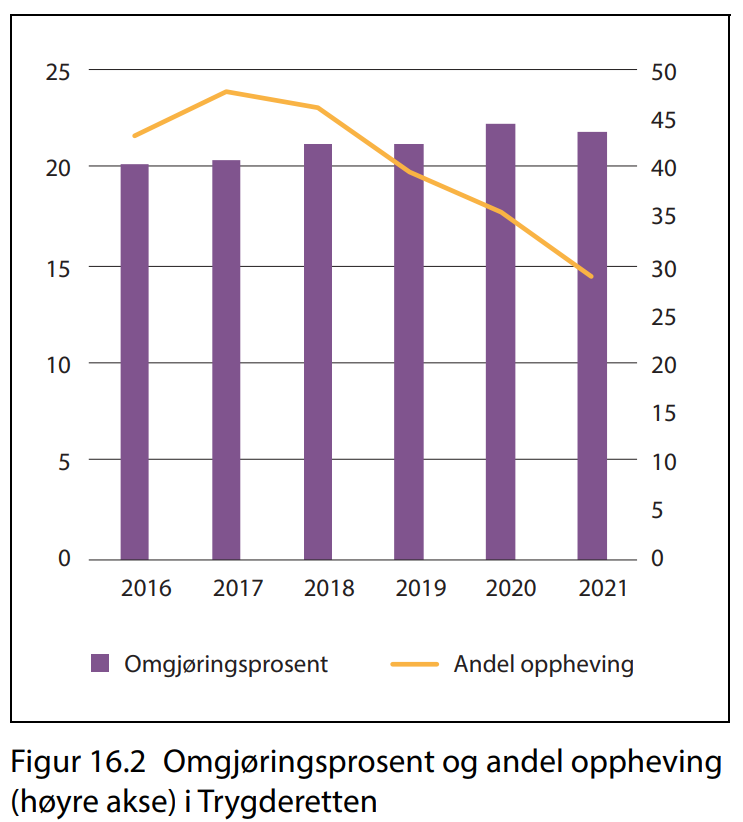 25 50
45
20 40
35
15 30
25
10 20
15
5 10
5
0 0
2016 2017 2018 2019 2020 2021
Omgjøringsprosent Andel oppheving
Figur 16.2 Omgjøringsprosent og andel oppheving
(høyre akse) i Trygderetten